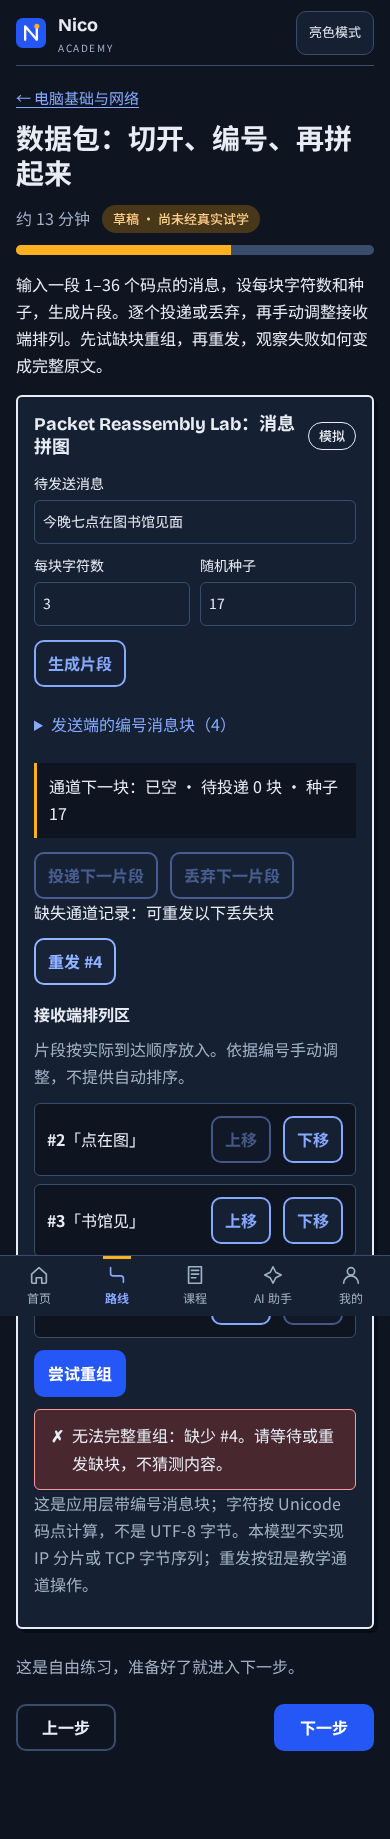 Nico
ACADEMY
亮色模式
← 电脑基础与网络
数据包：切开、编号、再拼
起来
约 13 分钟
草稿 · 尚未经真实试学
输入一段 1–36 个码点的消息，设每块字符数和种
子，生成片段。逐个投递或丢弃，再手动调整接收
端排列。先试缺块重组，再重发，观察失败如何变
成完整原文。
Packet Reassembly Lab：消息
拼图
模拟
待发送消息
今晚七点在图书馆见面
每块字符数
随机种子
3
17
生成片段
▶ 发送端的编号消息块（4）
通道下一块：已空 · 待投递 0 块 · 种子
17
投递下一片段
丢弃下一片段
缺失通道记录：可重发以下丢失块
重发 #4
接收端排列区
片段按实际到达顺序放入。依据编号手动调
整，不提供自动排序。
#2「点在图」
上移
下移
#3「书馆见」
上移
下移
首页
路线
课程
AI 助手
我的
尝试重组
✗ 无法完整重组：缺少 #4。请等待或重
发缺块，不猜测内容。
这是应用层带编号消息块；字符按 Unicode
码点计算，不是 UTF-8 字节。本模型不实现
IP 分片或 TCP 字节序列；重发按钮是教学通
道操作。
这是自由练习，准备好了就进入下一步。
上一步
下一步